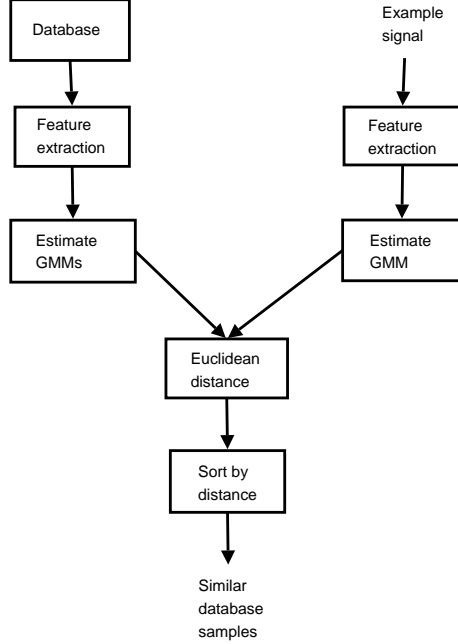 Database
Example
signal
Feature
extraction
Feature
extraction
Estimate
GMMs
Estimate
GMM
Euclidean
distance
Sort by
distance
Similar
database
samples